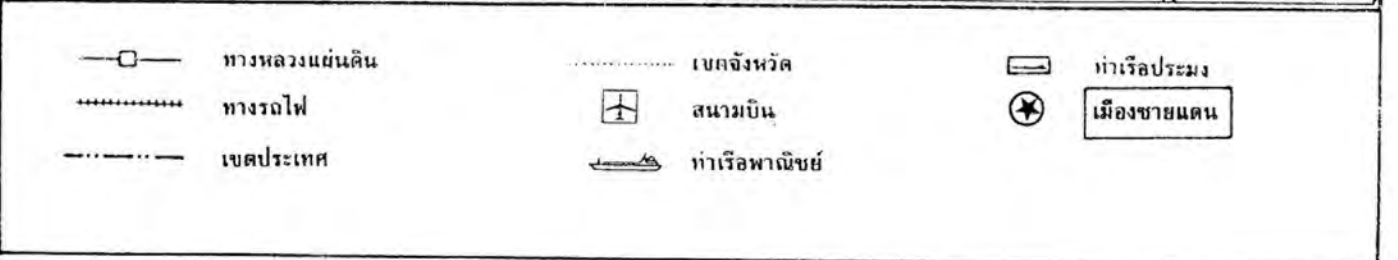 ทางหลวงแผ่นดิน
ทางรถไฟ
เขตประเทศ
เขตจังหวัด
สนามบิน
ท่าเรือพาณิชย์
ท่าเรือประมง
เมืองชายแดน